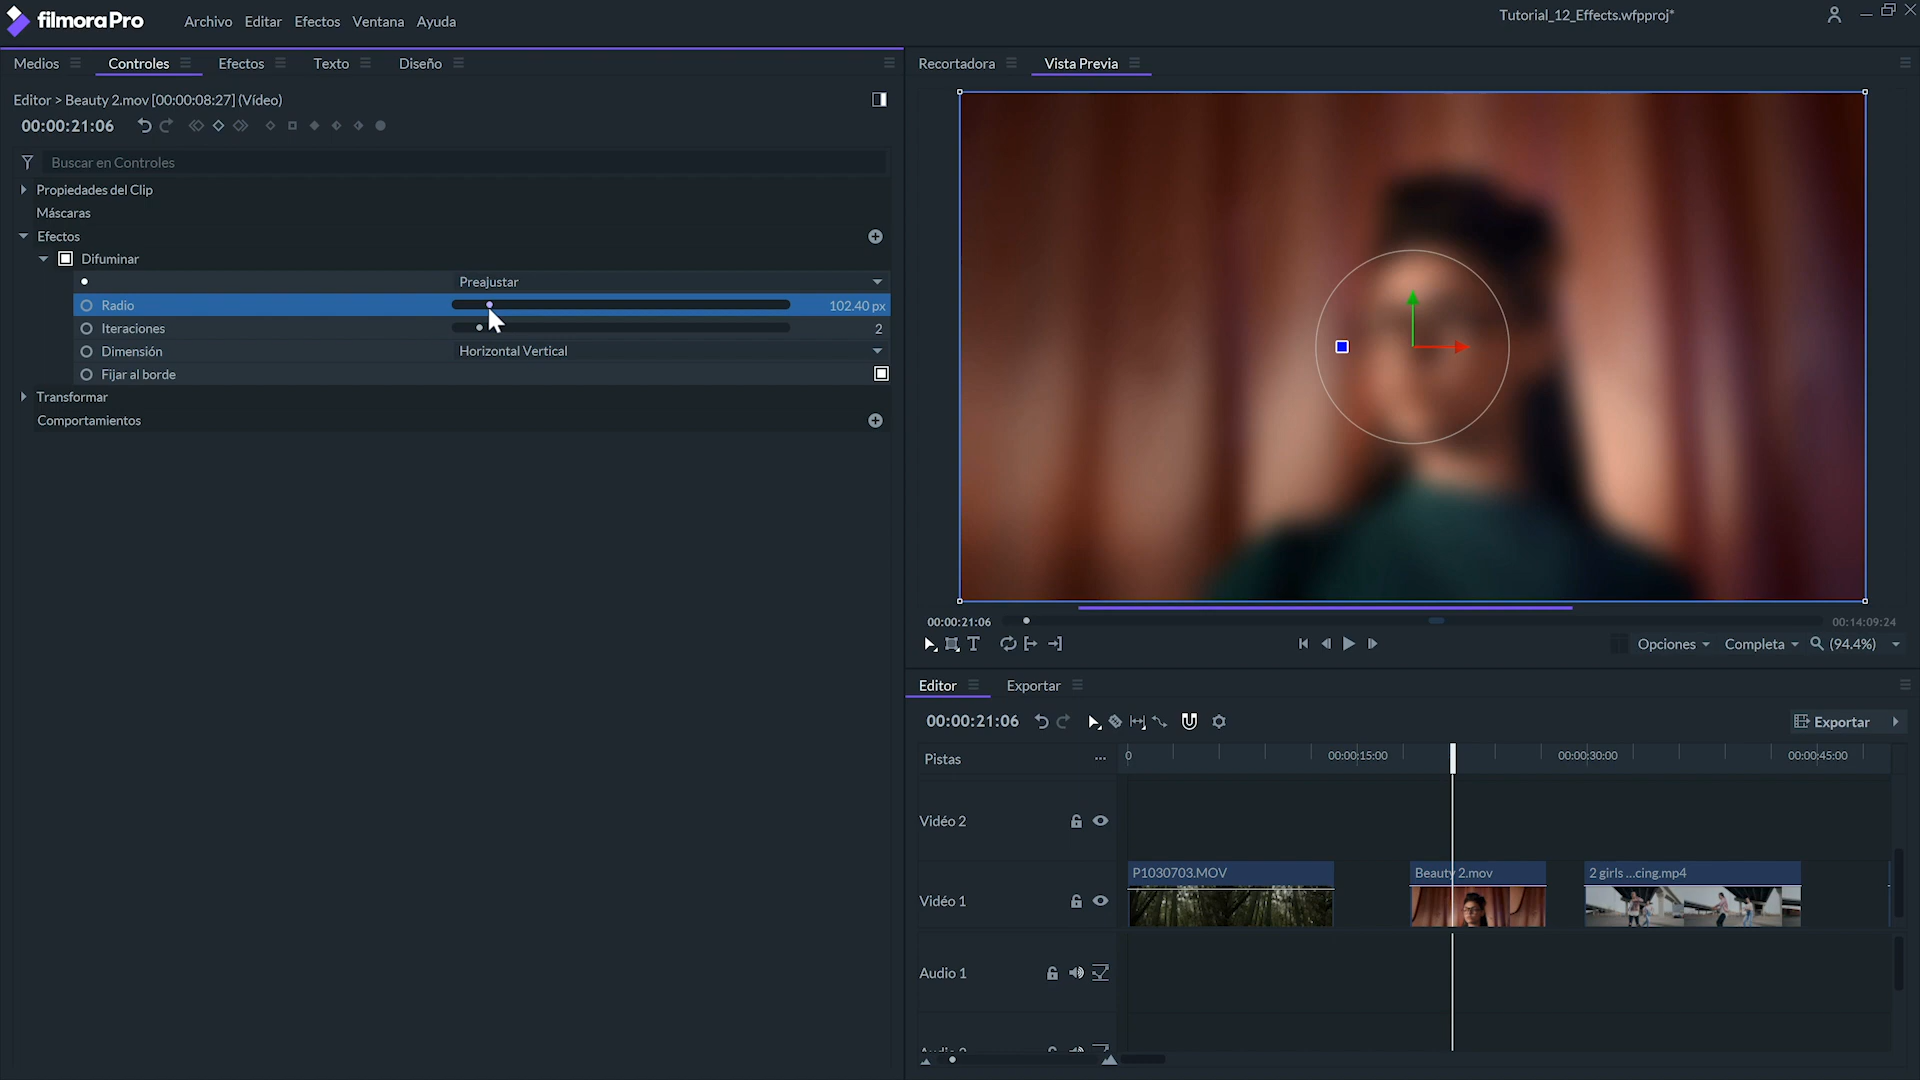 filmoraPro Archivo Editar Efectos Ventana Ayuda Tutorial_12_Effects.wfpproj*
Medios Controles Efectos Texto Diseño Recortadora Vista Previa
Editor > Beauty 2.mov [00:00:08:27] (Vídeo)
00:00:21:06
Buscar en Controles
Propiedades del Clip
Máscaras
Efectos
Difuminar
Preajustar
Radio 102.40 px
Iteraciones 2
Dimensión Horizontal Vertical
Fijar al borde
Transformar
Comportamientos
00:00:21:06 00:14:09:24
Opciones Completa (94.4%)
Editor Exportar
00:00:21:06 Exportar
Pistas 0 00:00:15:00 00:00:30:00 00:00:45:00
Vidéo 2
P1030703.MOV Beauty 2.mov 2 girls ...cing.mp4
Vidéo 1
Audio 1